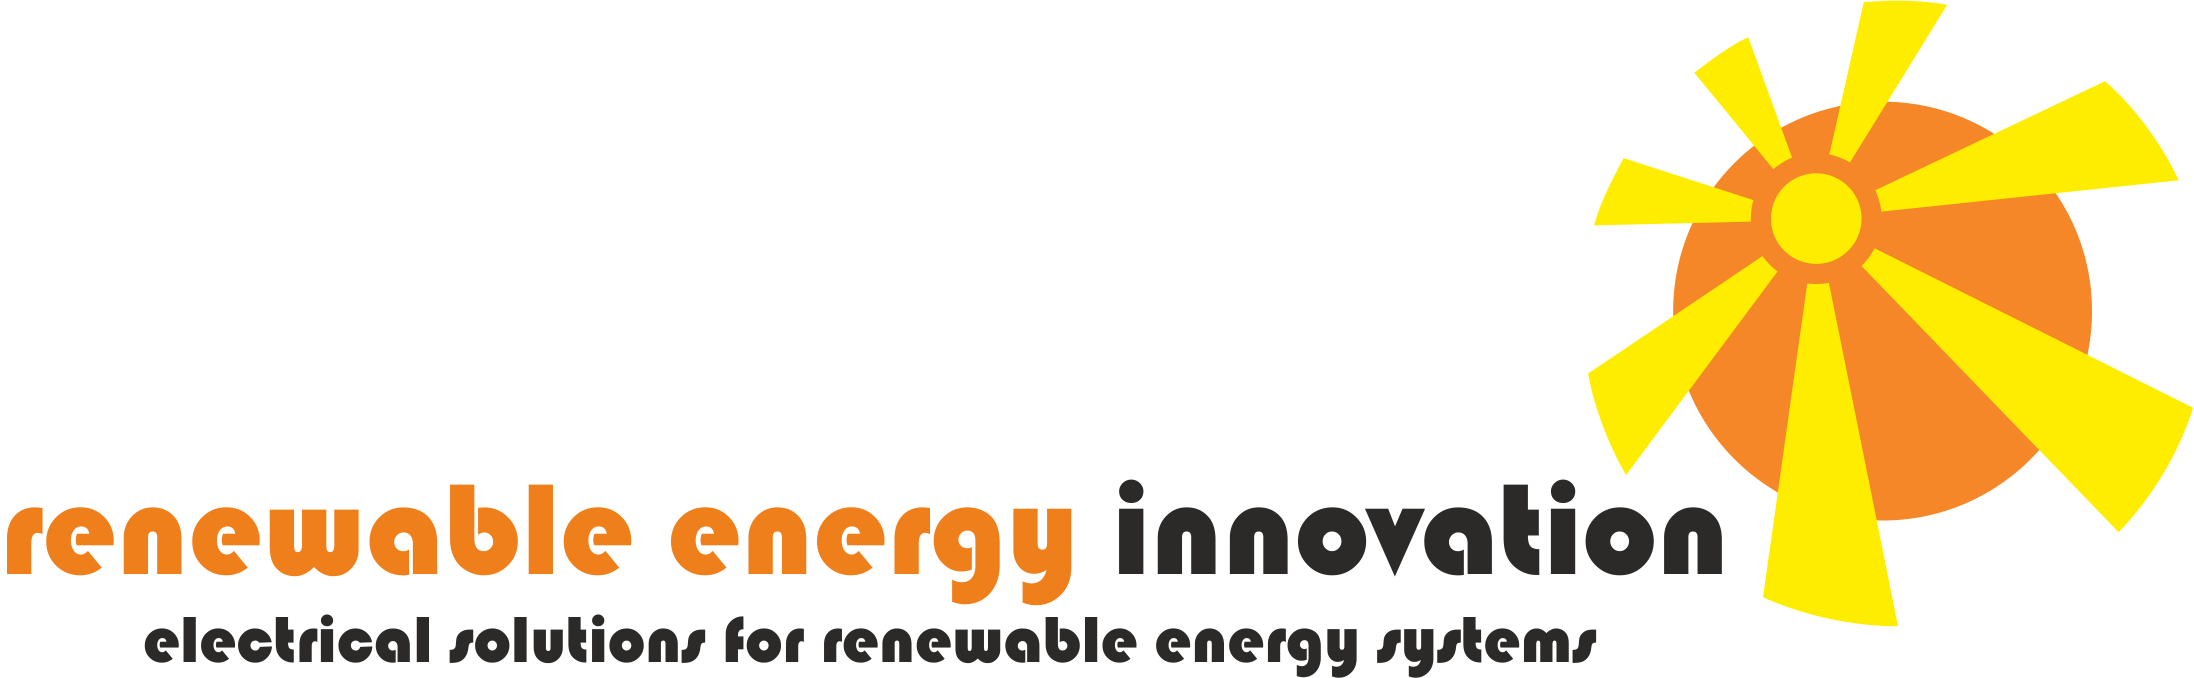 renewable energy innovation
electrical solutions for renewable energy systems